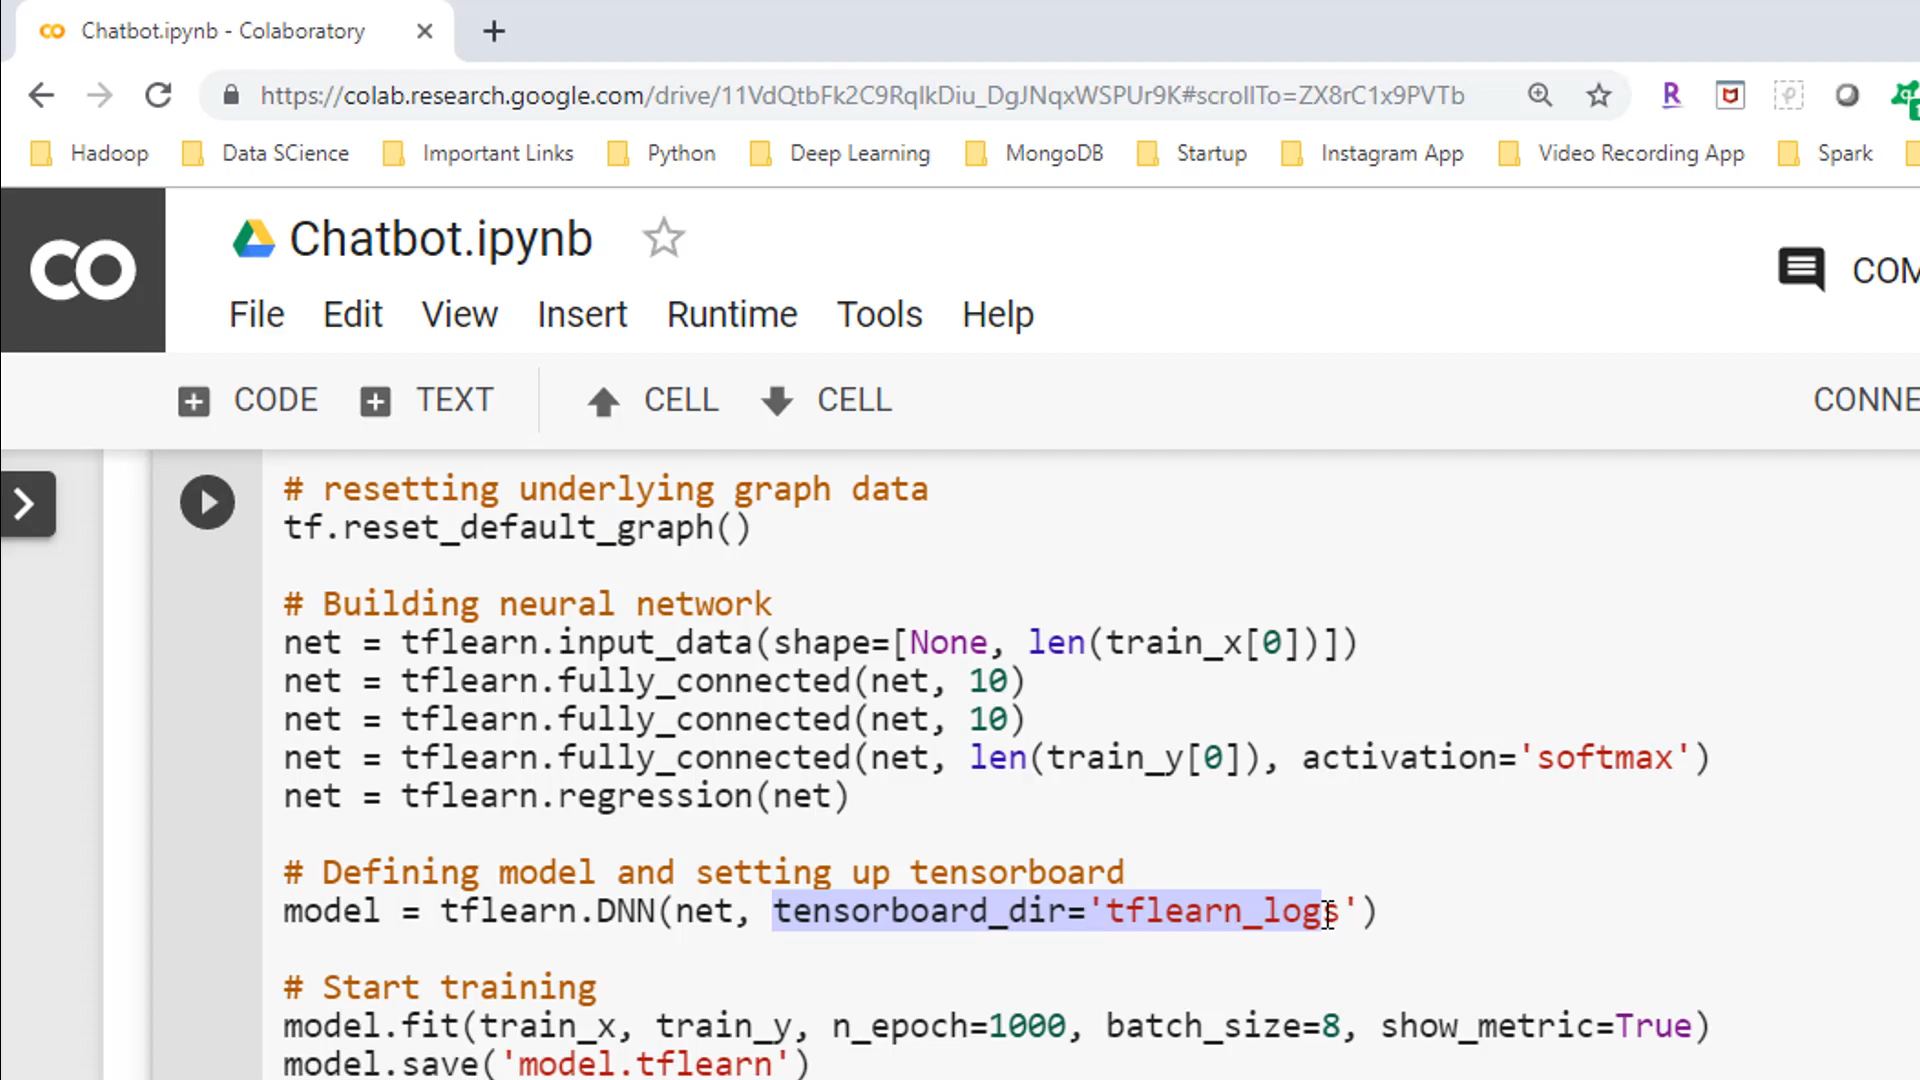 Chatbot.ipynb - Colaboratory
https://colab.research.google.com/drive/11VdQtbFk2C9RqIkDiu_DgJNqxWSPUr9K#scrollTo=ZX8rC1x9PVTb
Hadoop Data SCience Important Links Python Deep Learning MongoDB Startup Instagram App Video Recording App Spark
Chatbot.ipynb
COM
File Edit View Insert Runtime Tools Help
CODE TEXT CELL CELL CONNE
# resetting underlying graph data
tf.reset_default_graph()
# Building neural network
net = tflearn.input_data(shape=[None, len(train_x[0])])
net = tflearn.fully_connected(net, 10)
net = tflearn.fully_connected(net, 10)
net = tflearn.fully_connected(net, len(train_y[0]), activation='softmax')
net = tflearn.regression(net)
# Defining model and setting up tensorboard
model = tflearn.DNN(net, tensorboard_dir='tflearn_logs')
# Start training
model.fit(train_x, train_y, n_epoch=1000, batch_size=8, show_metric=True)
model.save('model.tflearn')